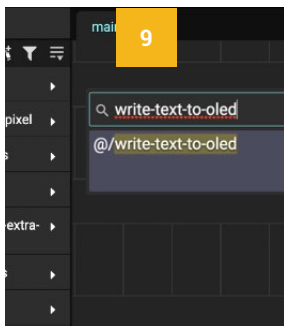 mai
9
pixel
write-text-to-oled
s
@/write-text-to-oled
-extra-
s